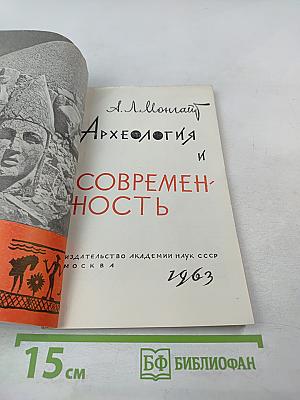 А.Л.Монгайт
АРХЕОЛОГИЯ
И
СОВРЕМЕН-
НОСТЬ
ИЗДАТЕЛЬСТВО АКАДЕМИИ НАУК СССР
МОСКВА
1963
15 см
БФ БИБЛИОФАН